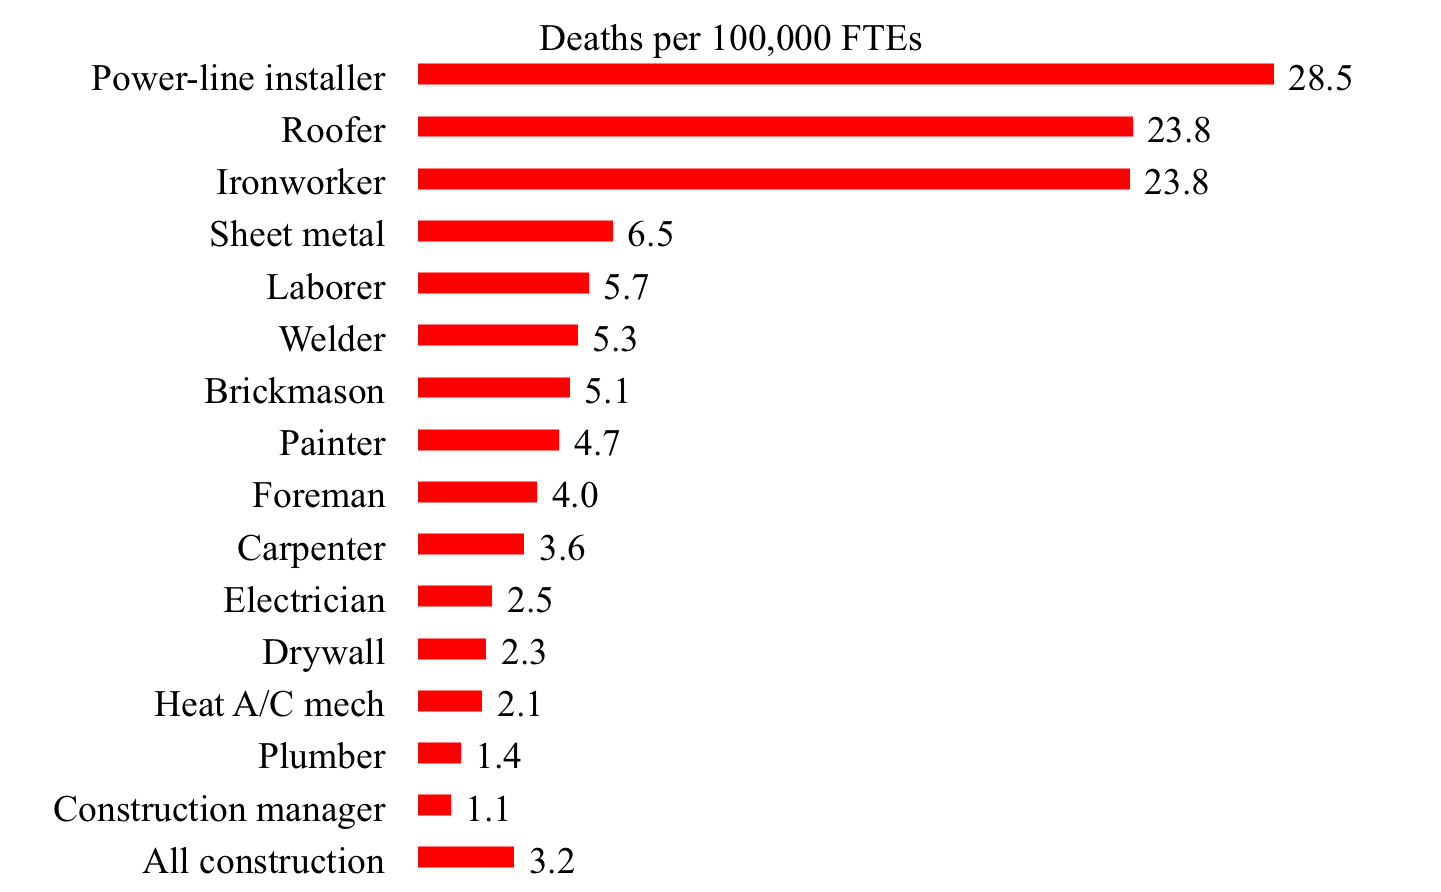 Deaths per 100,000 FTEs
Power-line installer 28.5
Roofer 23.8
Ironworker 23.8
Sheet metal 6.5
Laborer 5.7
Welder 5.3
Brickmason 5.1
Painter 4.7
Foreman 4.0
Carpenter 3.6
Electrician 2.5
Drywall 2.3
Heat A/C mech 2.1
Plumber 1.4
Construction manager 1.1
All construction 3.2